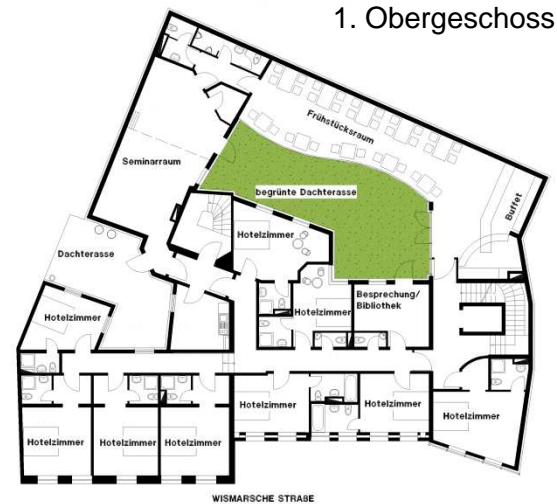 1. Obergeschoss
Frühstücksraum
Seminarraum
begrünte Dachterasse
Buffet
Hotelzimmer
Dachterasse
Besprechung/
Bibliothek
Hotelzimmer
Hotelzimmer
Hotelzimmer
Hotelzimmer
Hotelzimmer
Hotelzimmer
Hotelzimmer
Hotelzimmer
WISMARSCHE STRAßE